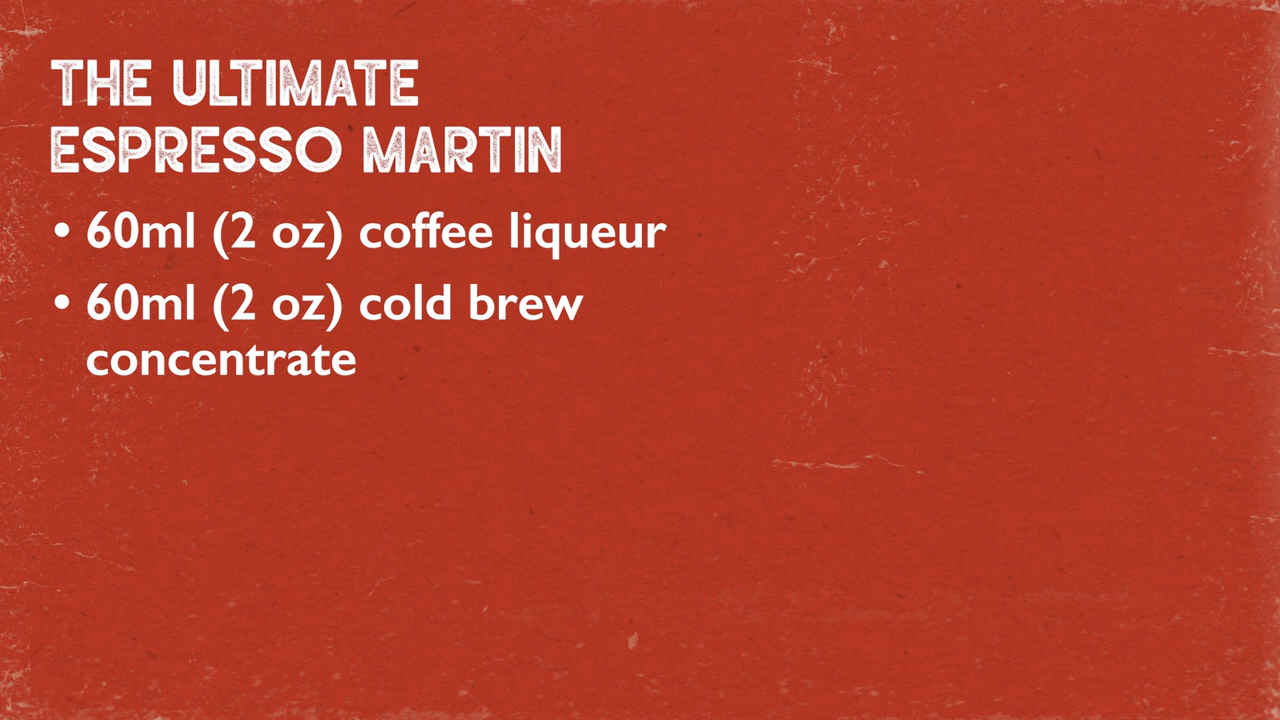 THE ULTIMATE
ESPRESSO MARTIN
• 60ml (2 oz) coffee liqueur
• 60ml (2 oz) cold brew
concentrate